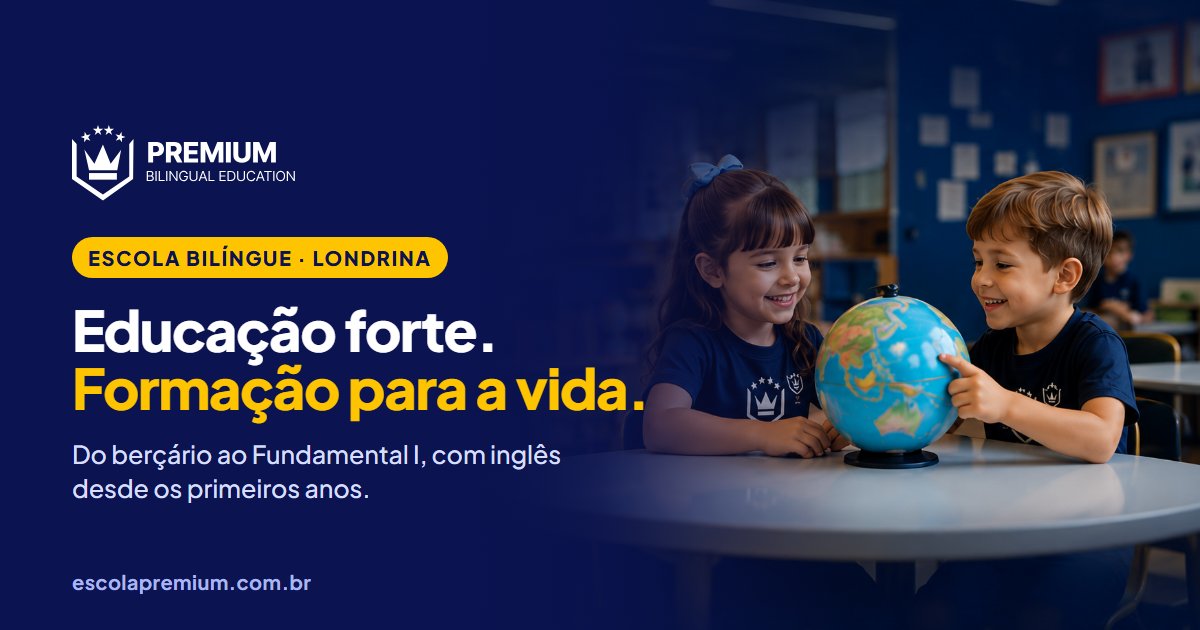 PREMIUM
BILINGUAL EDUCATION
ESCOLA BILÍNGUE · LONDRINA
Educação forte.
Formação para a vida.
Do berçário ao Fundamental I, com inglês
desde os primeiros anos.
escolapremium.com.br